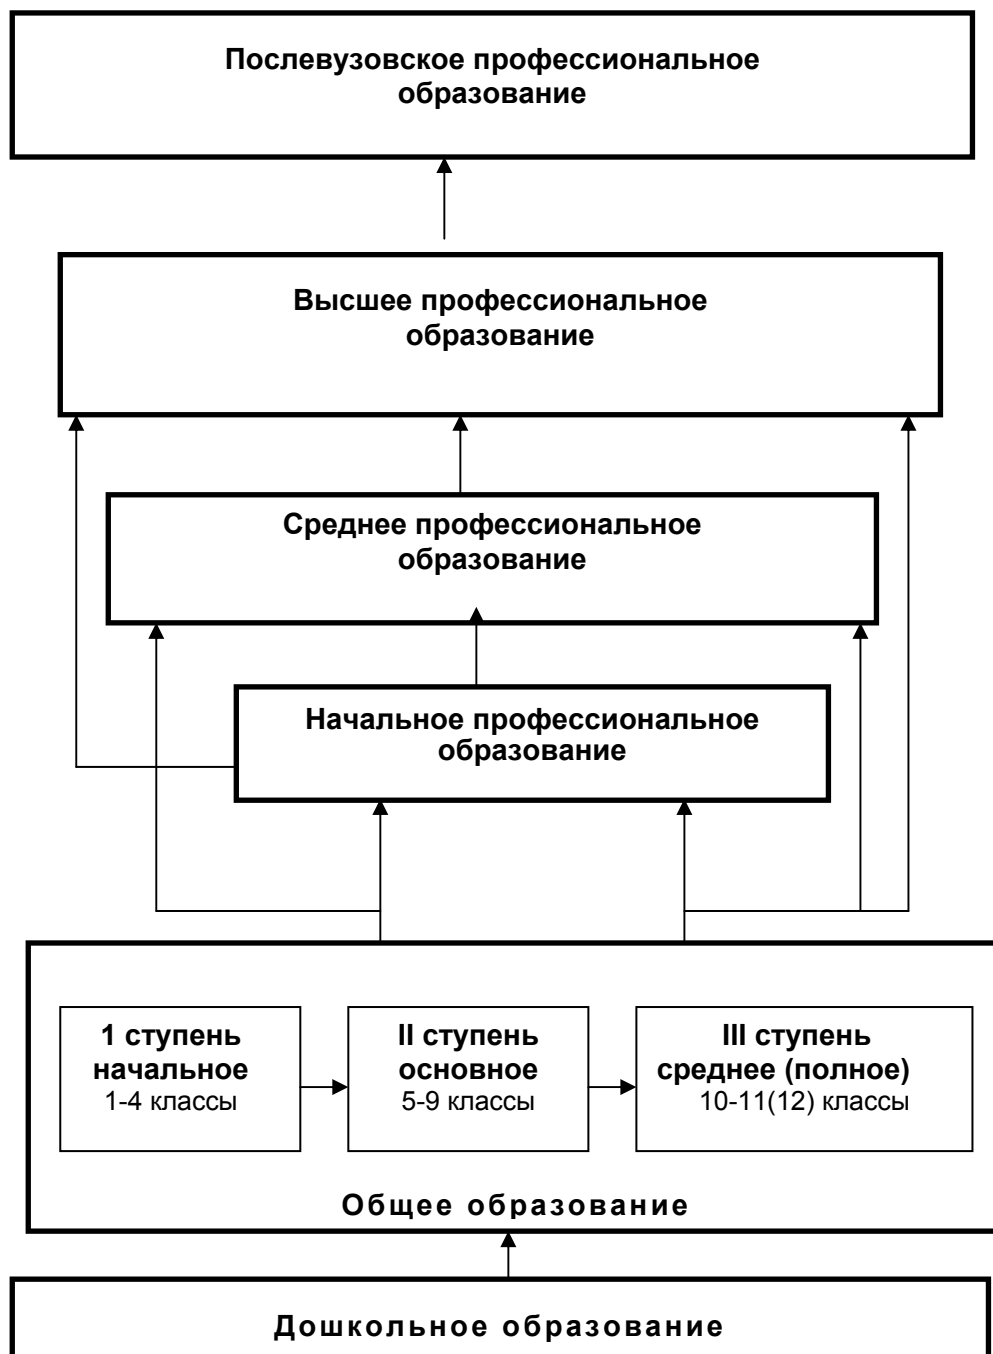 Послевузовское профессиональное
образование
Высшее профессиональное
образование
Среднее профессиональное
образование
Начальное профессиональное
образование
1 ступень
начальное
1-4 классы
II ступень
основное
5-9 классы
III ступень
среднее (полное)
10-11(12) классы
Общее образование
Дошкольное образование